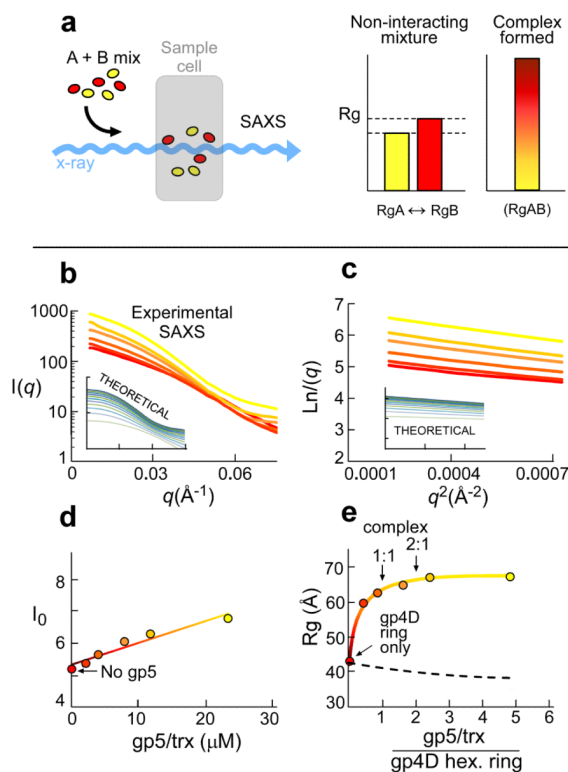 a
A + B mix
Sample
cell
SAXS
x-ray
Non-interacting
mixture
Complex
formed
Rg
RgA ↔ RgB
(RgAB)
b
Experimental
SAXS
1000
100
10
1
I(q)
THEORETICAL
0
0.03
0.06
q(Å-1)
c
7
6
5
4
3
2
Ln/(q)
THEORETICAL
0.0001
0.0004
0.0007
q2(Å-2)
d
8
6
4
I0
No gp5
0
10
20
30
gp5/trx (μM)
e
complex
1:1
2:1
90
80
70
60
50
40
30
Rg (Å)
gp4D
ring
only
0
1
2
3
4
5
6
gp5/trx
gp4D hex. ring